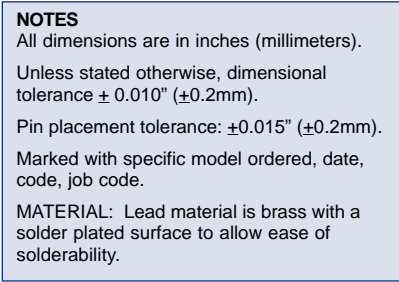 NOTES
All dimensions are in inches (millimeters).
Unless stated otherwise, dimensional
tolerance ± 0.010” (±0.2mm).
Pin placement tolerance: ±0.015” (±0.2mm).
Marked with specific model ordered, date,
code, job code.
MATERIAL: Lead material is brass with a
solder plated surface to allow ease of
solderability.